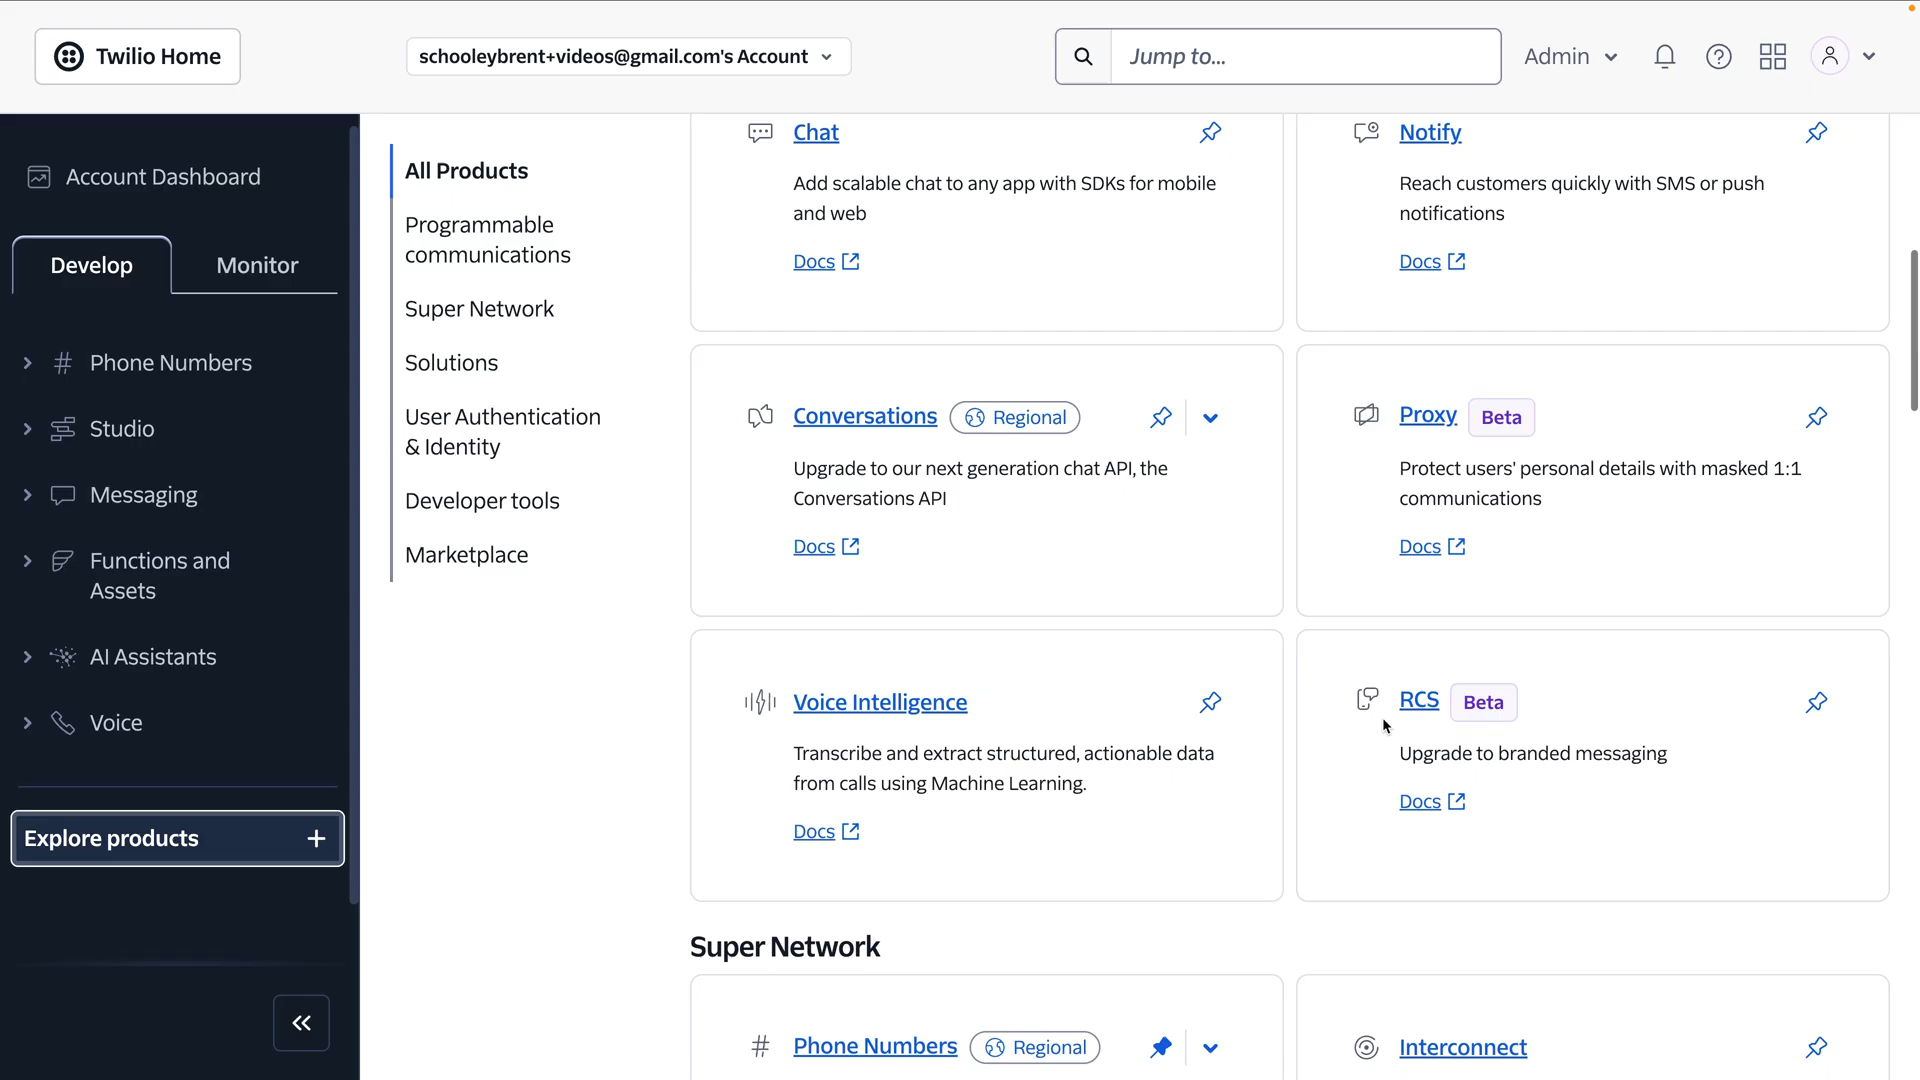 Twilio Home
schooleybrent+videos@gmail.com's Account
Jump to...
Admin
Account Dashboard
Develop
Monitor
Phone Numbers
Studio
Messaging
Functions and
Assets
AI Assistants
Voice
Explore products
All Products
Programmable
communications
Super Network
Solutions
User Authentication
& Identity
Developer tools
Marketplace
Chat
Add scalable chat to any app with SDKs for mobile
and web
Docs
Notify
Reach customers quickly with SMS or push
notifications
Docs
Conversations
Regional
Upgrade to our next generation chat API, the
Conversations API
Docs
Proxy
Beta
Protect users' personal details with masked 1:1
communications
Docs
Voice Intelligence
Transcribe and extract structured, actionable data
from calls using Machine Learning.
Docs
RCS
Beta
Upgrade to branded messaging
Docs
Super Network
Phone Numbers
Regional
Interconnect